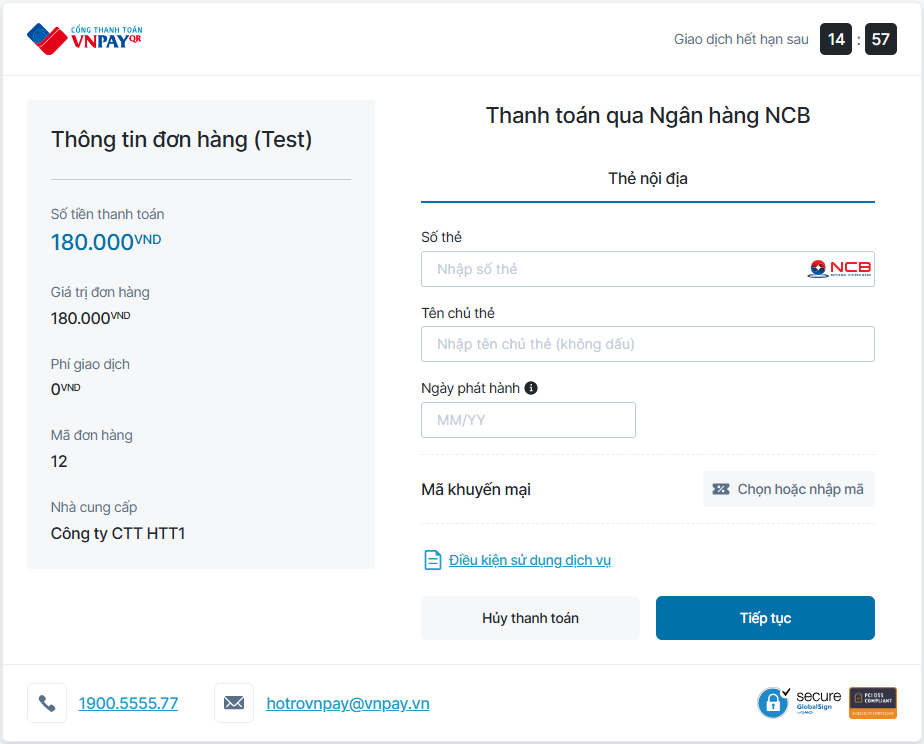 CỔNG THANH TOÁN
VNPAYQR
Giao dịch hết hạn sau 14 : 57
Thông tin đơn hàng (Test)
Số tiền thanh toán
180.000VND
Giá trị đơn hàng
180.000VND
Phí giao dịch
0VND
Mã đơn hàng
12
Nhà cung cấp
Công ty CTT HTT1
Thanh toán qua Ngân hàng NCB
Thẻ nội địa
Số thẻ
Nhập số thẻ
NCB
NATIONAL CITIZEN BANK
Tên chủ thẻ
Nhập tên chủ thẻ (không dấu)
Ngày phát hành
MM/YY
Mã khuyến mại
Chọn hoặc nhập mã
Điều kiện sử dụng dịch vụ
Hủy thanh toán
Tiếp tục
1900.5555.77
hotrovnpay@vnpay.vn
secure
GlobalSign
PCI DSS
COMPLIANT